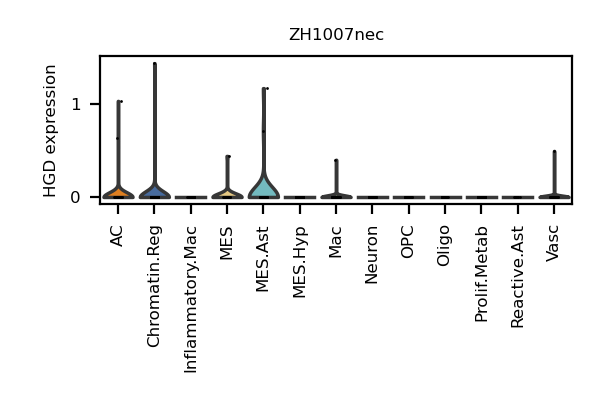 ZH1007nec
HGD expression
1
0
AC
Chromatin.Reg
Inflammatory.Mac
MES
MES.Ast
MES.Hyp
Mac
Neuron
OPC
Oligo
Prolif.Metab
Reactive.Ast
Vasc